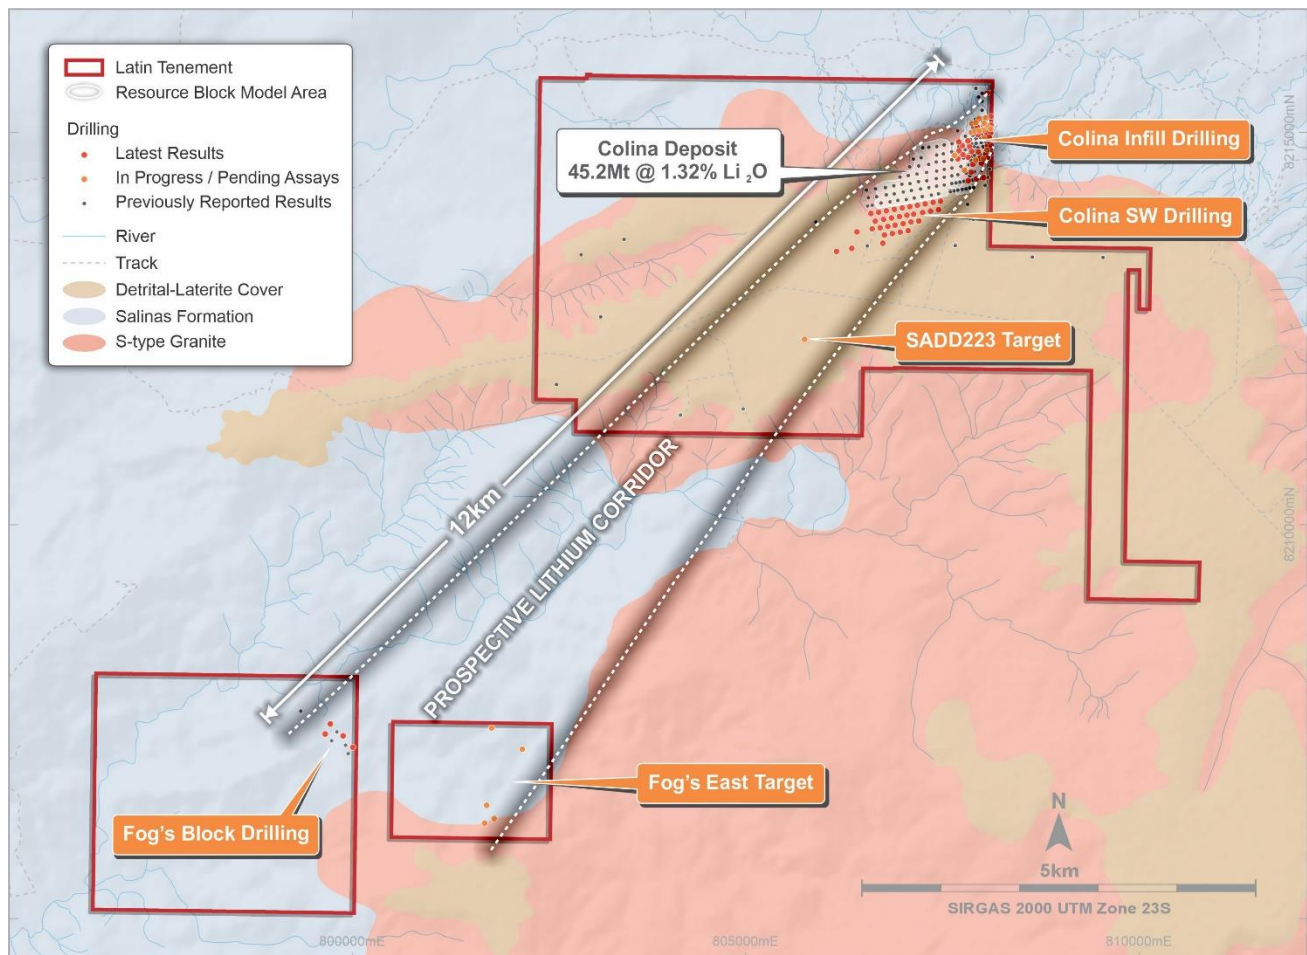 Latin Tenement
Resource Block Model Area
Drilling
Latest Results
In Progress / Pending Assays
Previously Reported Results
River
Track
Detrital-Laterite Cover
Salinas Formation
S-type Granite
Colina Deposit
45.2Mt @ 1.32% Li₂O
Colina Infill Drilling
Colina SW Drilling
8215000mN
SADD223 Target
12km
PROSPECTIVE LITHIUM CORRIDOR
8210000mN
Fog's East Target
Fog's Block Drilling
N
5km
SIRGAS 2000 UTM Zone 23S
800000mE
805000mE
810000mE